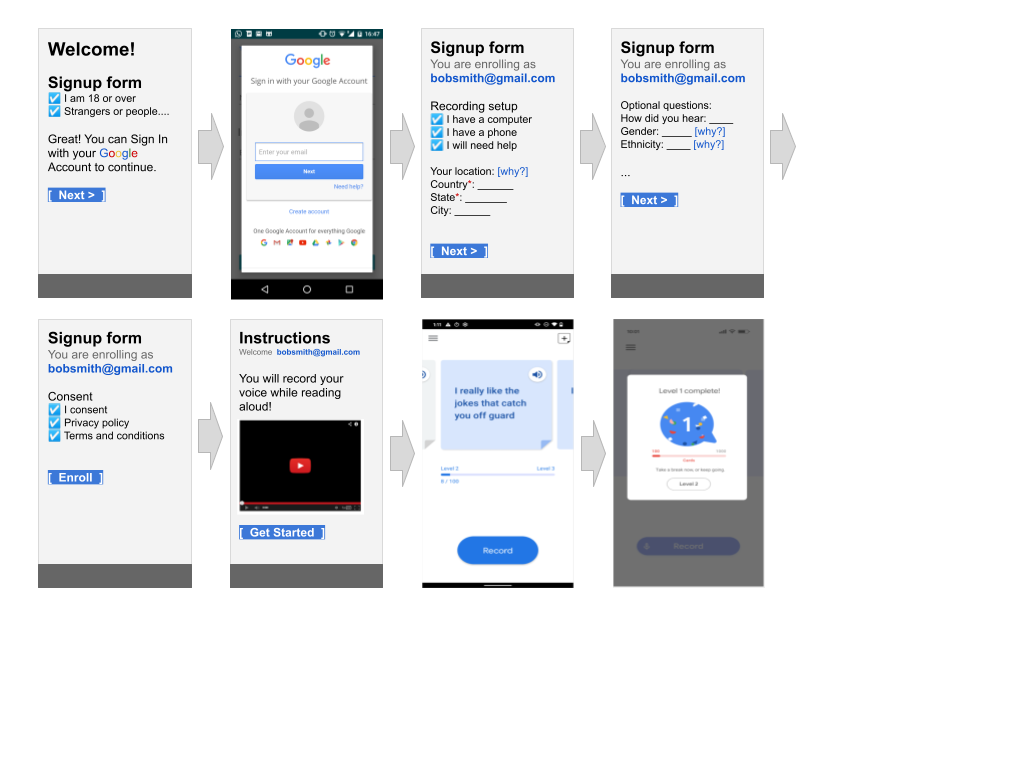 Welcome!
Signup form
☑ I am 18 or over
☑ Strangers or people....
Great! You can Sign In
with your Google
Account to continue.
[ Next > ]
16:47
Google
Sign in with your Google Account
Enter your email
Next
Need help?
Create account
One Google Account for everything Google
Signup form
You are enrolling as
bobsmith@gmail.com
Recording setup
☑ I have a computer
☑ I have a phone
☑ I will need help
Your location: [why?]
Country*: ______
State*: _______
City: ______
[ Next > ]
Signup form
You are enrolling as
bobsmith@gmail.com
Optional questions:
How did you hear: ____
Gender: _____ [why?]
Ethnicity: ____ [why?]
...
[ Next > ]
Signup form
You are enrolling as
bobsmith@gmail.com
Consent
☑ I consent
☑ Privacy policy
☑ Terms and conditions
[ Enroll ]
Instructions
Welcome bobsmith@gmail.com
You will record your
voice while reading
aloud!
[ Get Started ]
1:11
I really like the
jokes that catch
you off guard
Level 2 Level 3
8 / 100
Record
Level 1 complete!
1
Take a break now, or keep going
Level 2
Record